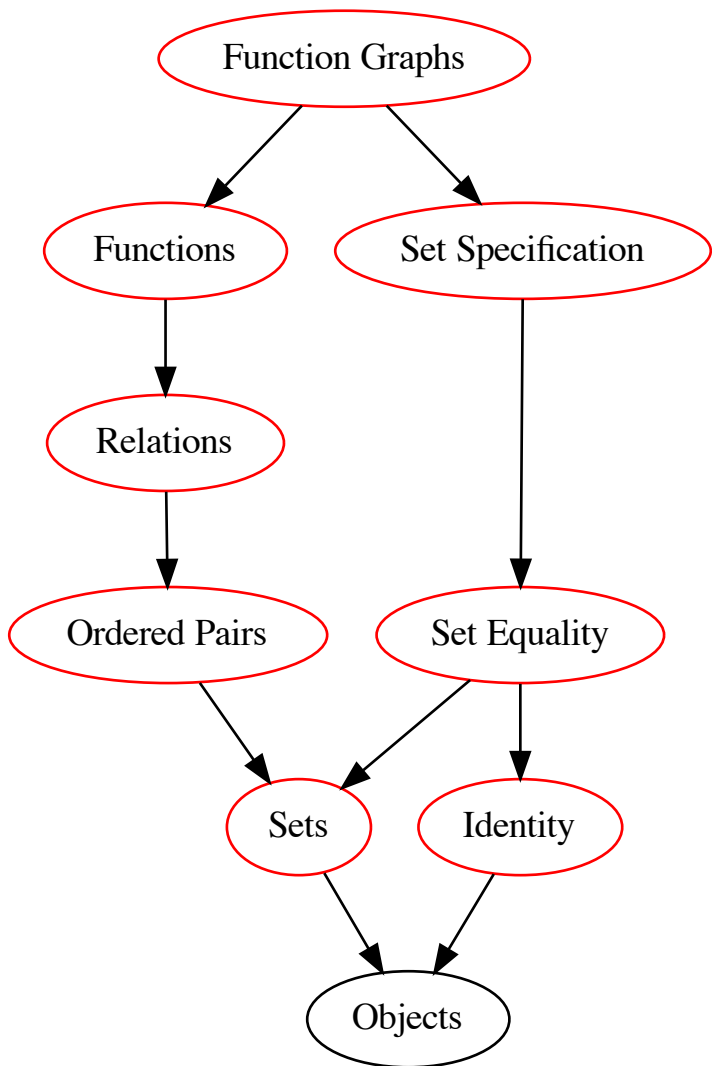 Function Graphs
Functions
Set Specification
Relations
Ordered Pairs
Set Equality
Sets
Identity
Objects